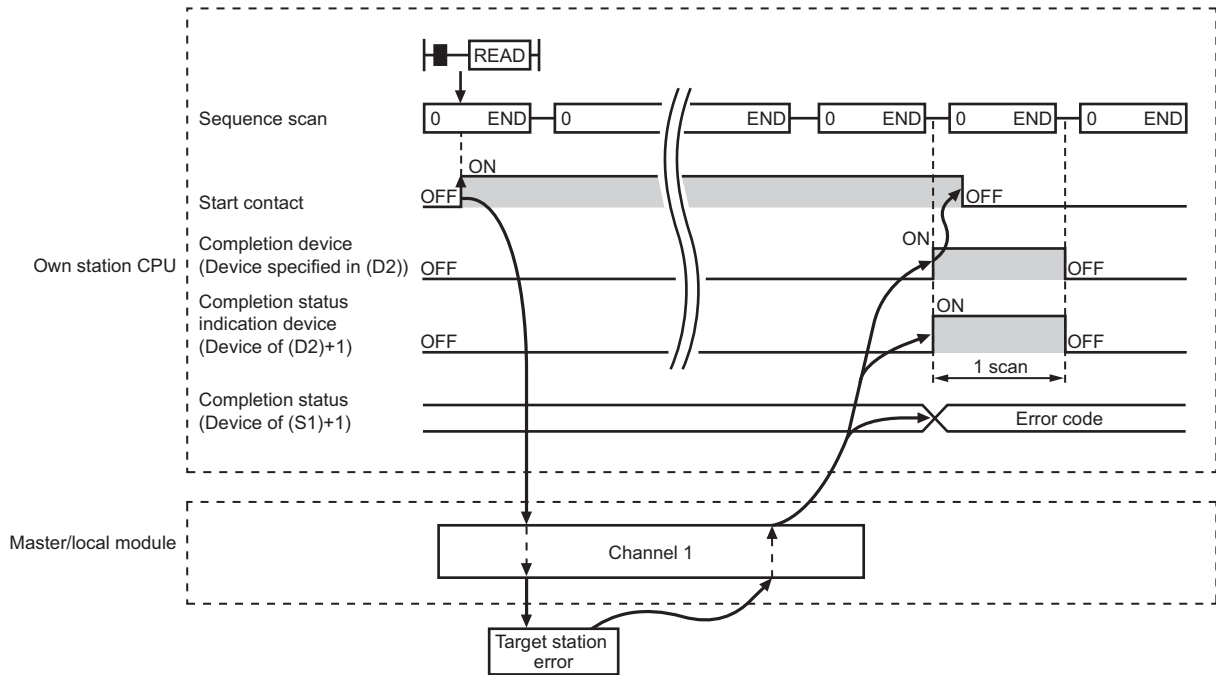 READ
Sequence scan
0 END 0 END 0 END 0 END 0 END
ON
Start contact
OFF
OFF
Own station CPU
Completion device
(Device specified in (D2))
OFF
ON
OFF
Completion status
indication device
(Device of (D2)+1)
OFF
ON
OFF
1 scan
Completion status
(Device of (S1)+1)
Error code
Master/local module
Channel 1
Target station
error